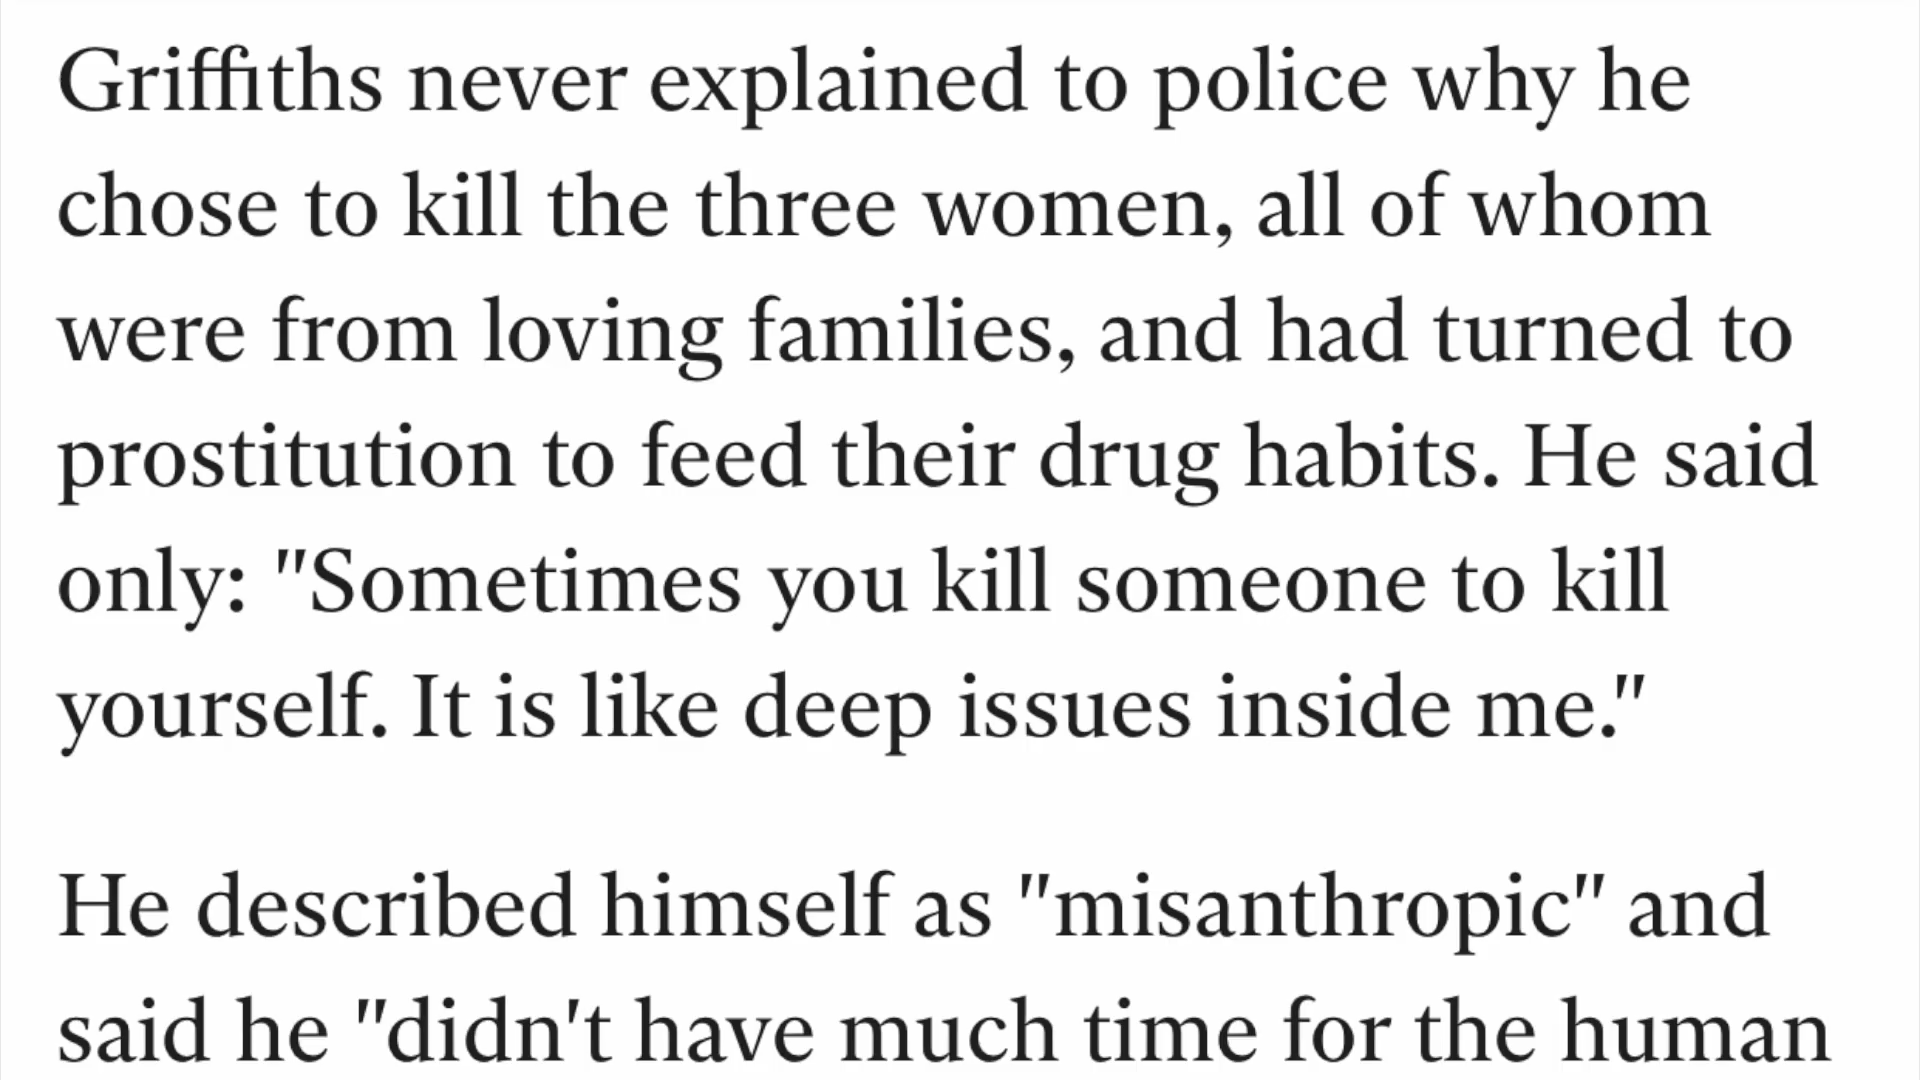 Griffiths never explained to police why he
chose to kill the three women, all of whom
were from loving families, and had turned to
prostitution to feed their drug habits. He said
only: "Sometimes you kill someone to kill
yourself. It is like deep issues inside me."
He described himself as "misanthropic" and
said he "didn't have much time for the human